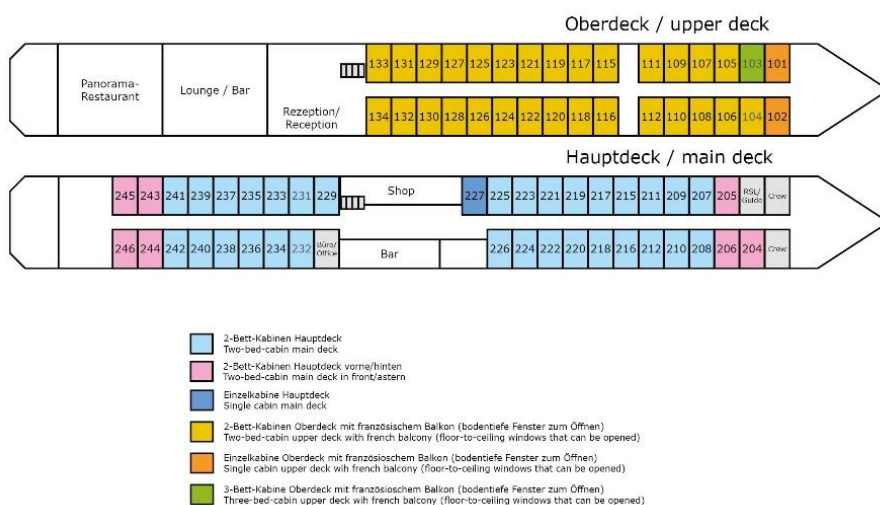 Oberdeck / upper deck
133 131 129 127 125 123 121 119 117 115 111 109 107 105 103 101
Panorama-
Restaurant
Lounge / Bar
Rezeption/
Reception
134 132 130 128 126 124 122 120 118 116 112 110 108 106 104 102
Hauptdeck / main deck
245 243 241 239 237 235 233 231 229 Shop 227 225 223 221 219 217 215 211 209 207 205 RSL/ Crew
Guide
246 244 242 240 238 236 234 232 Büro/ Bar 226 224 222 220 218 216 212 210 208 206 204 Crew
Office
2-Bett-Kabinen Hauptdeck
Two-bed-cabin main deck
2-Bett-Kabinen Hauptdeck vorne/hinten
Two-bed-cabin main deck in front/astern
Einzelkabine Hauptdeck
Single cabin main deck
2-Bett-Kabinen Oberdeck mit französischem Balkon (bodentiefe Fenster zum Öffnen)
Two-bed-cabin upper deck with french balcony (floor-to-ceiling windows that can be opened)
Einzelkabine Oberdeck mit französioschem Balkon (bodentiefe Fenster zum Öffnen)
Single cabin upper deck wih french balcony (floor-to-ceiling windows that can be opened)
3-Bett-Kabine Oberdeck mit französioschem Balkon (bodentiefe Fenster zum Öffnen)
Three-bed-cabin upper deck wih french balcony (floor-to-ceiling windows that can be opened)